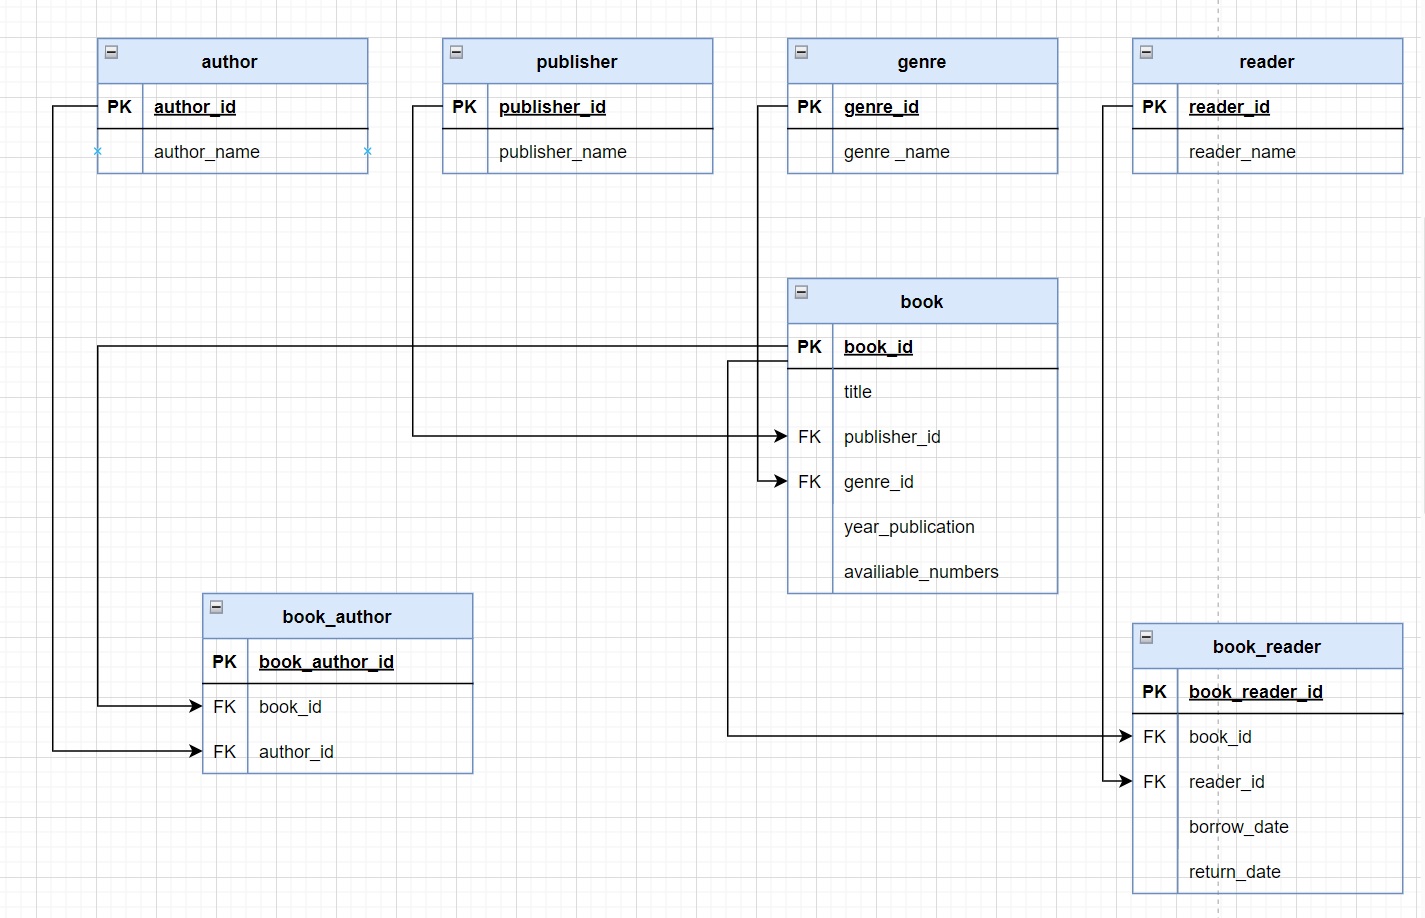 author
PK author_id
author_name
publisher
PK publisher_id
publisher_name
genre
PK genre_id
genre _name
reader
PK reader_id
reader_name
book
PK book_id
title
FK publisher_id
FK genre_id
year_publication
availiable_numbers
book_author
PK book_author_id
FK book_id
FK author_id
book_reader
PK book_reader_id
FK book_id
FK reader_id
borrow_date
return_date